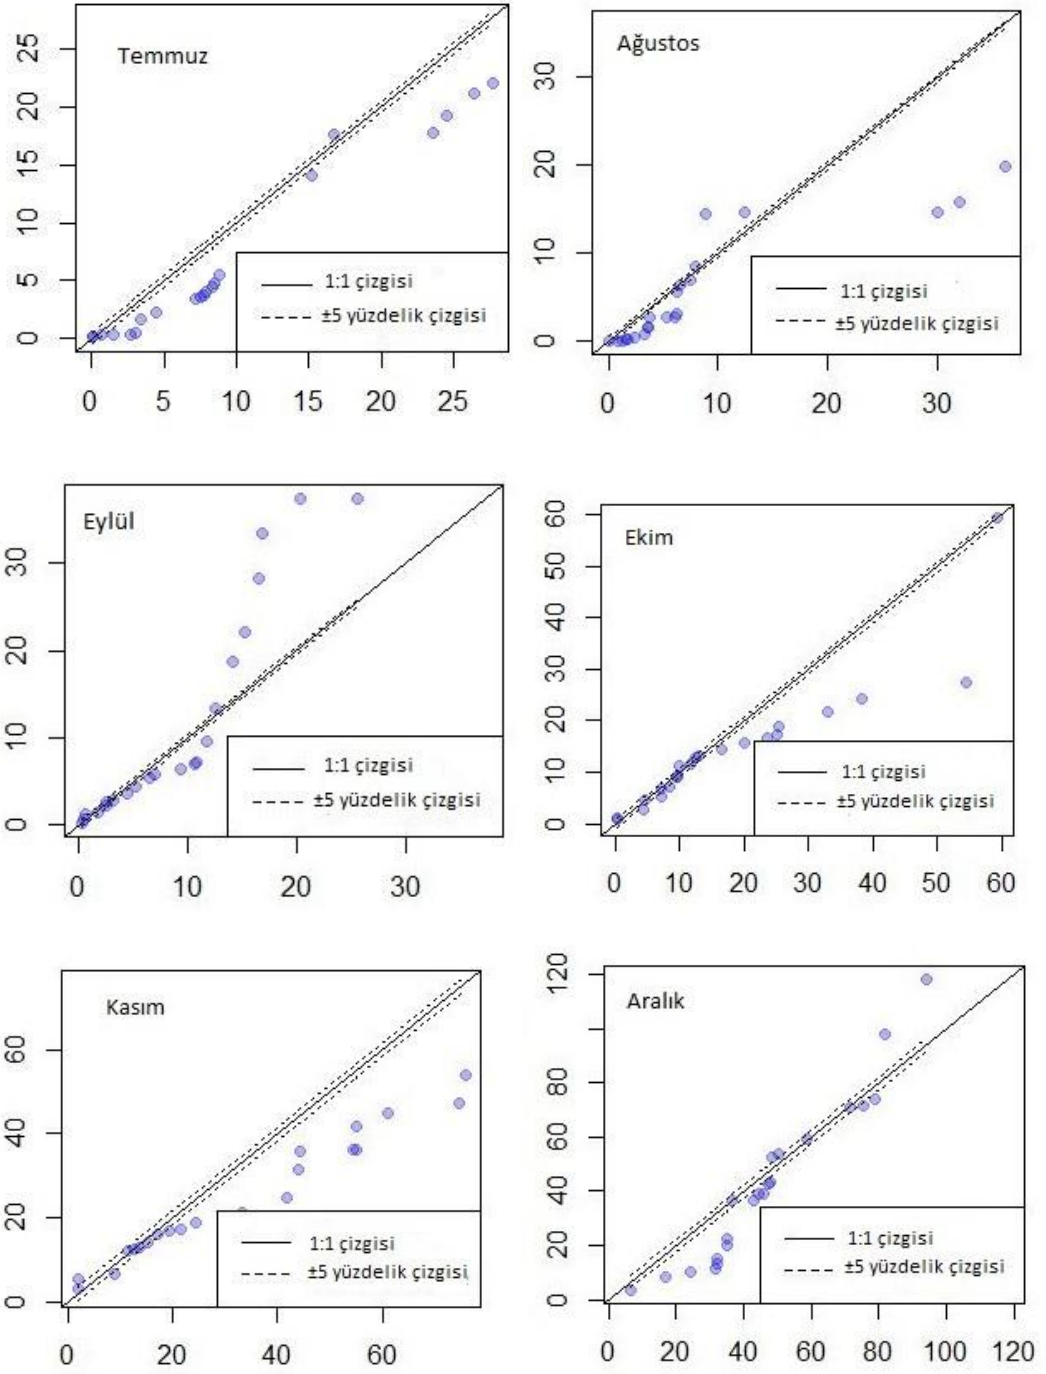 Temmuz
25
20
15
10
5
0
1:1 çizgisi
±5 yüzdelik çizgisi
0 5 10 15 20 25
Ağustos
30
20
10
0
1:1 çizgisi
±5 yüzdelik çizgisi
0 10 20 30
Eylül
30
20
10
0
1:1 çizgisi
±5 yüzdelik çizgisi
0 10 20 30
Ekim
60
50
40
30
20
10
0
1:1 çizgisi
±5 yüzdelik çizgisi
0 10 20 30 40 50 60
Kasım
60
40
20
0
1:1 çizgisi
±5 yüzdelik çizgisi
0 20 40 60
Aralık
120
80
60
40
20
0
1:1 çizgisi
±5 yüzdelik çizgisi
0 20 40 60 80 100 120